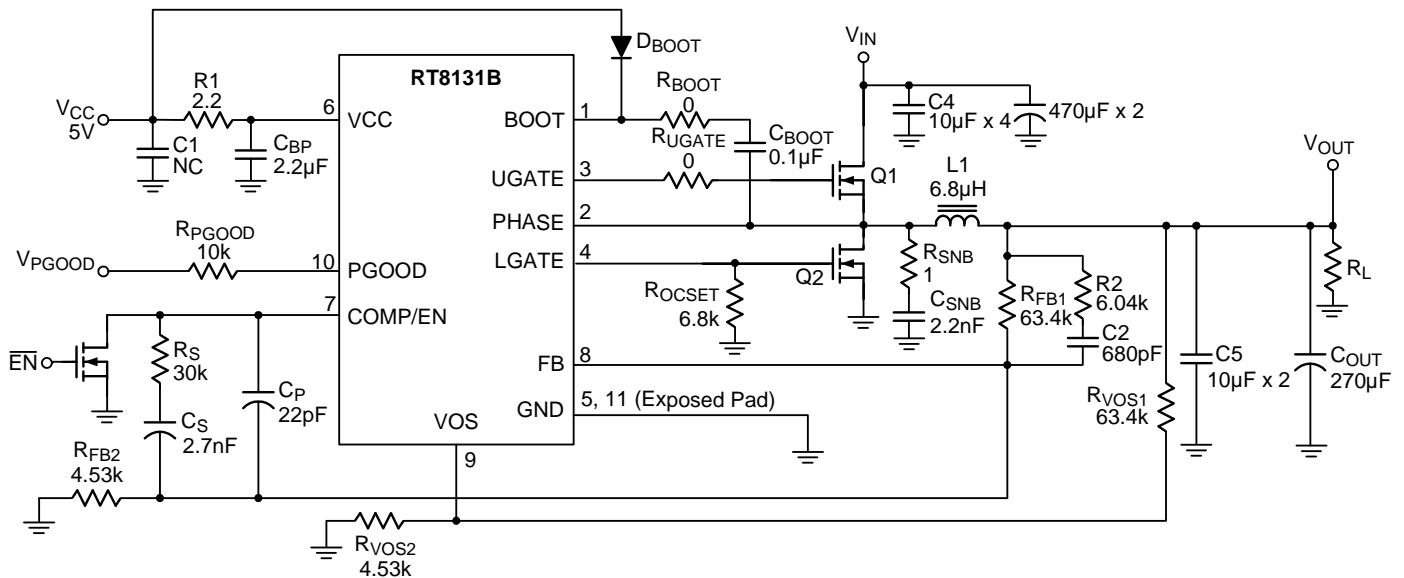 RT8131B
VCC
5V
R1
2.2
C1
NC
CBP
2.2µF
6
VCC
VPGOOD
RPGOOD
10k
10
PGOOD
7
COMP/EN
EN
RS
30k
CS
2.7nF
CP
22pF
RFB2
4.53k
VOS
9
RVOS2
4.53k
DBOOT
BOOT
1
RBOOT
0
RUGATE
0
CBOOT
0.1µF
UGATE
3
PHASE
2
LGATE
4
ROCSET
6.8k
FB
8
GND
5, 11 (Exposed Pad)
VIN
C4
10µF x 4
470µF x 2
Q1
Q2
L1
6.8µH
RSNB
1
CSNB
2.2nF
RFB1
63.4k
R2
6.04k
C2
680pF
RVOS1
63.4k
C5
10µF x 2
VOUT
RL
COUT
270µF